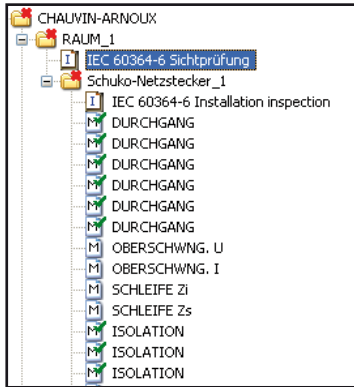 CHAUVIN-ARNOUX
RAUM_1
IEC 60364-6 Sichtprüfung
Schuko-Netzstecker_1
IEC 60364-6 Installation inspection
DURCHGANG
DURCHGANG
DURCHGANG
DURCHGANG
DURCHGANG
DURCHGANG
OBERSCHWNG. U
OBERSCHWNG. I
SCHLEIFE Zi
SCHLEIFE Zs
ISOLATION
ISOLATION
ISOLATION